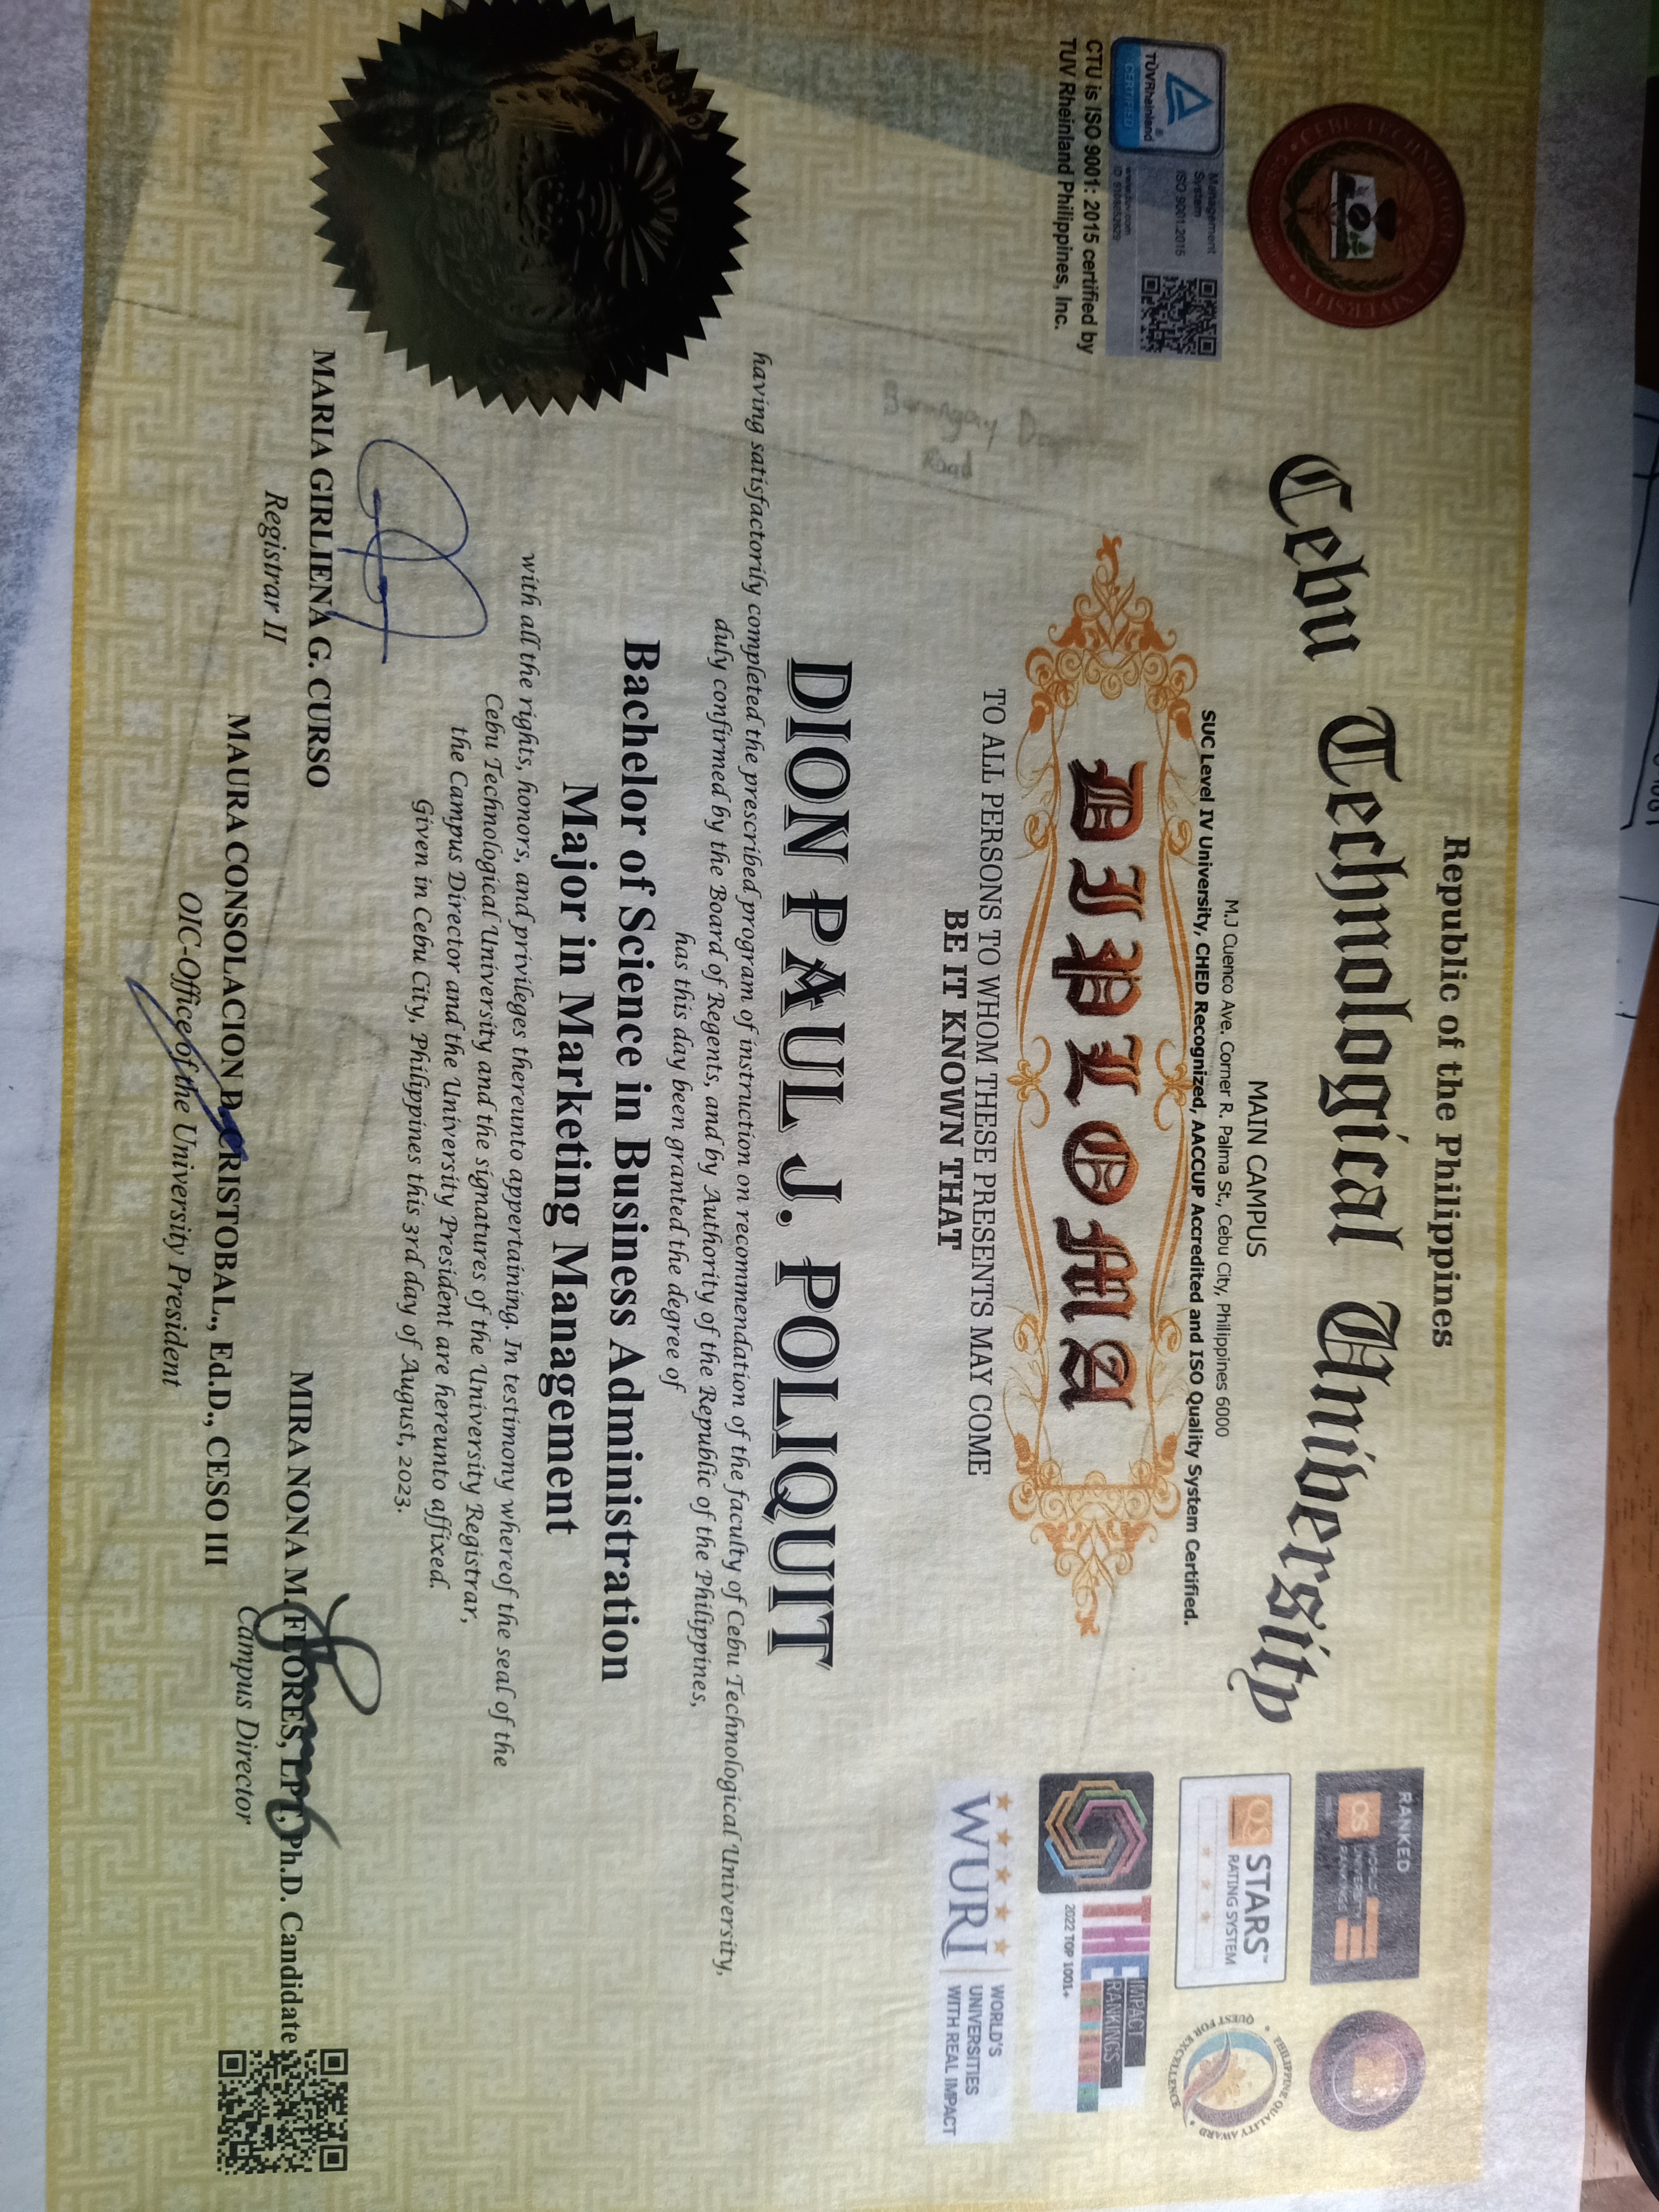 Republic of the Philippines
Cebu Technological University
MAIN CAMPUS
M.J Cuenco Ave. Corner R. Palma St., Cebu City, Philippines 6000
SUC Level IV University, CHED Recognized, AACCUP Accredited and ISO Quality System Certified.
TÜVRheinland
CERTIFIED
Management
System
ISO 9001:2015
www.tuv.com
CTU is ISO 9001: 2015 certified by
TUV Rheinland Philippines, Inc.
RANKED
QS
QS STARS™
RATING SYSTEM
PHILIPPINE QUALITY AWARD
QUEST FOR EXCELLENCE
THE IMPACT
RANKINGS
2022 TOP 1001+
WURI
WORLD'S
UNIVERSITIES
WITH REAL IMPACT
DIPLOMA
TO ALL PERSONS TO WHOM THESE PRESENTS MAY COME
BE IT KNOWN THAT
Barangay
Road
DION PAUL J. POLIQUIT
having satisfactorily completed the prescribed program of instruction on recommendation of the faculty of Cebu Technological University,
duly confirmed by the Board of Regents, and by Authority of the Republic of the Philippines,
has this day been granted the degree of
Bachelor of Science in Business Administration
Major in Marketing Management
with all the rights, honors, and privileges thereunto appertaining. In testimony whereof the seal of the
Cebu Technological University and the signatures of the University Registrar,
the Campus Director and the University President are hereunto affixed.
Given in Cebu City, Philippines this 3rd day of August, 2023.
MARIA GIRLIENA G. CURSO
Registrar II
MIRA NONA M. FLORES, LPT, Ph.D. Candidate
Campus Director
MAURA CONSOLACION D. CRISTOBAL., Ed.D., CESO III
OIC-Office of the University President